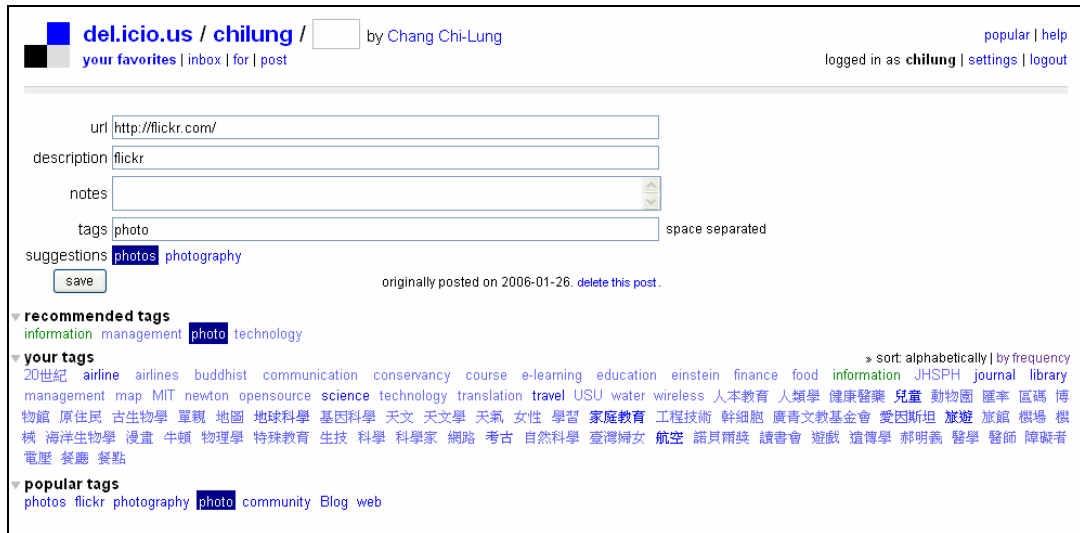 del.icio.us / chilung / by Chang Chi-Lung
popular | help
your favorites | inbox | for | post
logged in as chilung | settings | logout
url http://flickr.com/
description flickr
notes
tags photo space separated
suggestions photos photography
save originally posted on 2006-01-26. delete this post.
recommended tags
information management photo technology
your tags » sort: alphabetically | by frequency
20世紀 airline airlines buddhist communication conservancy course e-learning education einstein finance food information JHSPH journal library
management map MIT newton opensource science technology translation travel USU water wireless 人本教育 人類學 健康醫藥 兒童 動物園 匯率 區碼 博
物館 原住民 古生物學 單親 地圖 地球科學 基因科學 天文 天文學 天氣 女性 學習 家庭教育 工程技術 幹細胞 廣青文教基金會 愛因斯坦 旅遊 旅館 機場 機
械 海洋生物學 漫畫 牛頓 物理學 特殊教育 生技 科學 科學家 網路 考古 自然科學 臺灣婦女 航空 諾貝爾獎 讀書會 遊戲 遺傳學 郝明義 醫學 醫師 障礙者
電壓 餐廳 餐點
popular tags
photos flickr photography photo community Blog web